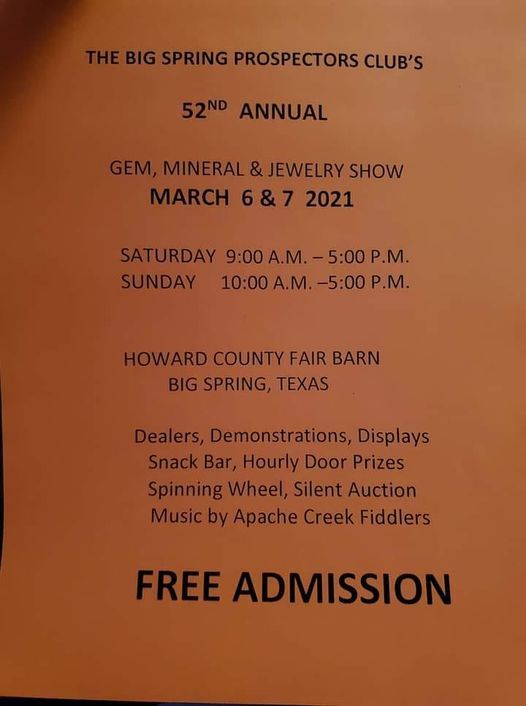 THE BIG SPRING PROSPECTORS CLUB'S
52ND ANNUAL
GEM, MINERAL & JEWELRY SHOW
MARCH 6 & 7 2021
SATURDAY 9:00 A.M. – 5:00 P.M.
SUNDAY 10:00 A.M. –5:00 P.M.
HOWARD COUNTY FAIR BARN
BIG SPRING, TEXAS
Dealers, Demonstrations, Displays
Snack Bar, Hourly Door Prizes
Spinning Wheel, Silent Auction
Music by Apache Creek Fiddlers
FREE ADMISSION